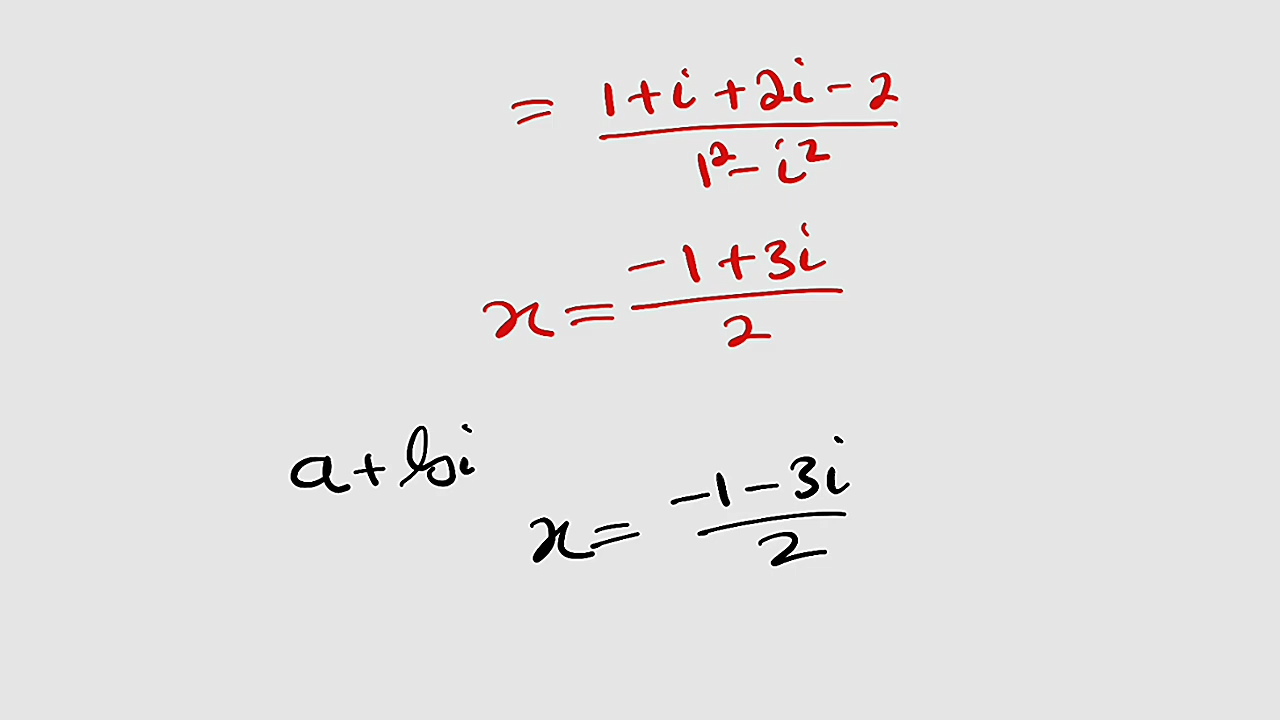 = (1+i+2i-2)/(1²-i²)
x = (-1+3i)/2
a+bi
x = (-1-3i)/2